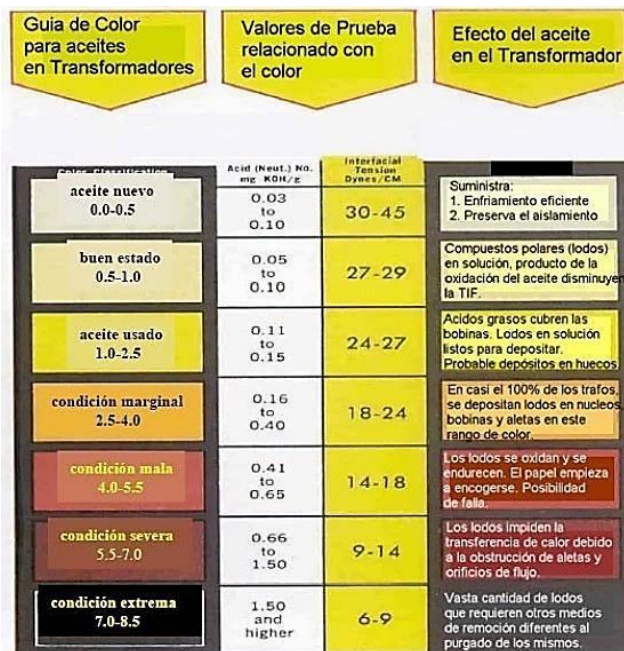 Guia de Color
para aceites
en Transformadores
Valores de Prueba
relacionado con
el color
Efecto del aceite
en el Transformador
Color Classification
Acid (Neut.) No.
mg KOH/g
Interfacial
Tension
Dynes/CM
aceite nuevo
0.0-0.5
0.03
to
0.10
30-45
Suministra:
1. Enfriamiento eficiente
2. Preserva el aislamiento
buen estado
0.5-1.0
0.05
to
0.10
27-29
Compuestos polares (lodos)
en solución, producto de la
oxidación del aceite disminuyen
la TIF.
aceite usado
1.0-2.5
0.11
to
0.15
24-27
Acidos grasos cubren las
bobinas. Lodos en solución
listos para depositar.
Probable depósitos en huecos
condición marginal
2.5-4.0
0.16
to
0.40
18-24
En casi el 100% de los trafos,
se depositan lodos en nucleos,
bobinas y aletas en este
rango de color.
condición mala
4.0-5.5
0.41
to
0.65
14-18
Los lodos se oxidan y se
endurecen. El papel empieza
a encogerse. Posibilidad
de falla.
condición severa
5.5-7.0
0.66
to
1.50
9-14
Los lodos impiden la
transferencia de calor debido
a la obstrucción de aletas y
orificios de flujo.
condición extrema
7.0-8.5
1.50
and
higher
6-9
Vasta cantidad de lodos
que requieren otros medios
de remoción diferentes al
purgado de los mismos.